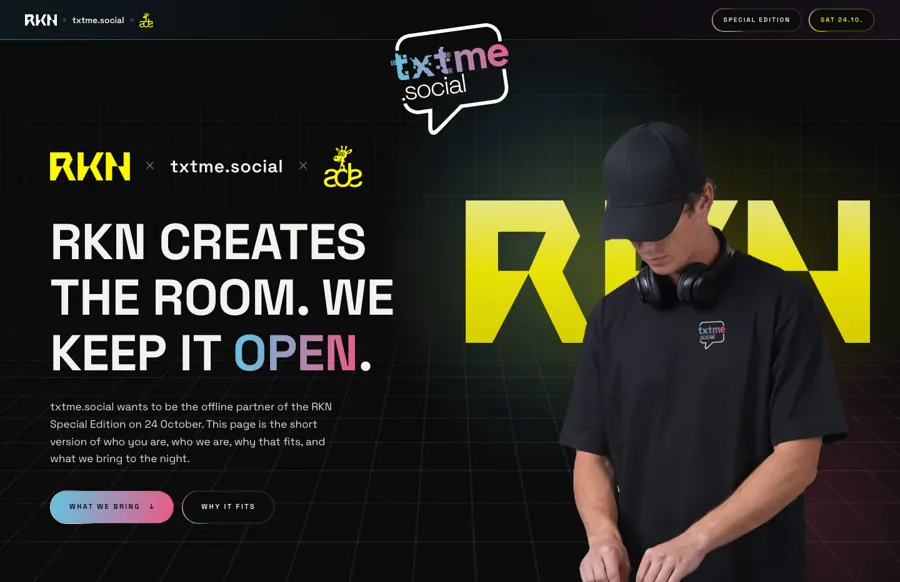 RKN × txtme.social × ade
SPECIAL EDITION
SAT 24.10.
txtme
.social
RKN × txtme.social × ade
RKN CREATES
THE ROOM. WE
KEEP IT OPEN.
RKN
txtme
social
txtme.social wants to be the offline partner of the RKN
Special Edition on 24 October. This page is the short
version of who you are, who we are, why that fits, and
what we bring to the night.
WHAT WE BRING ↓
WHY IT FITS